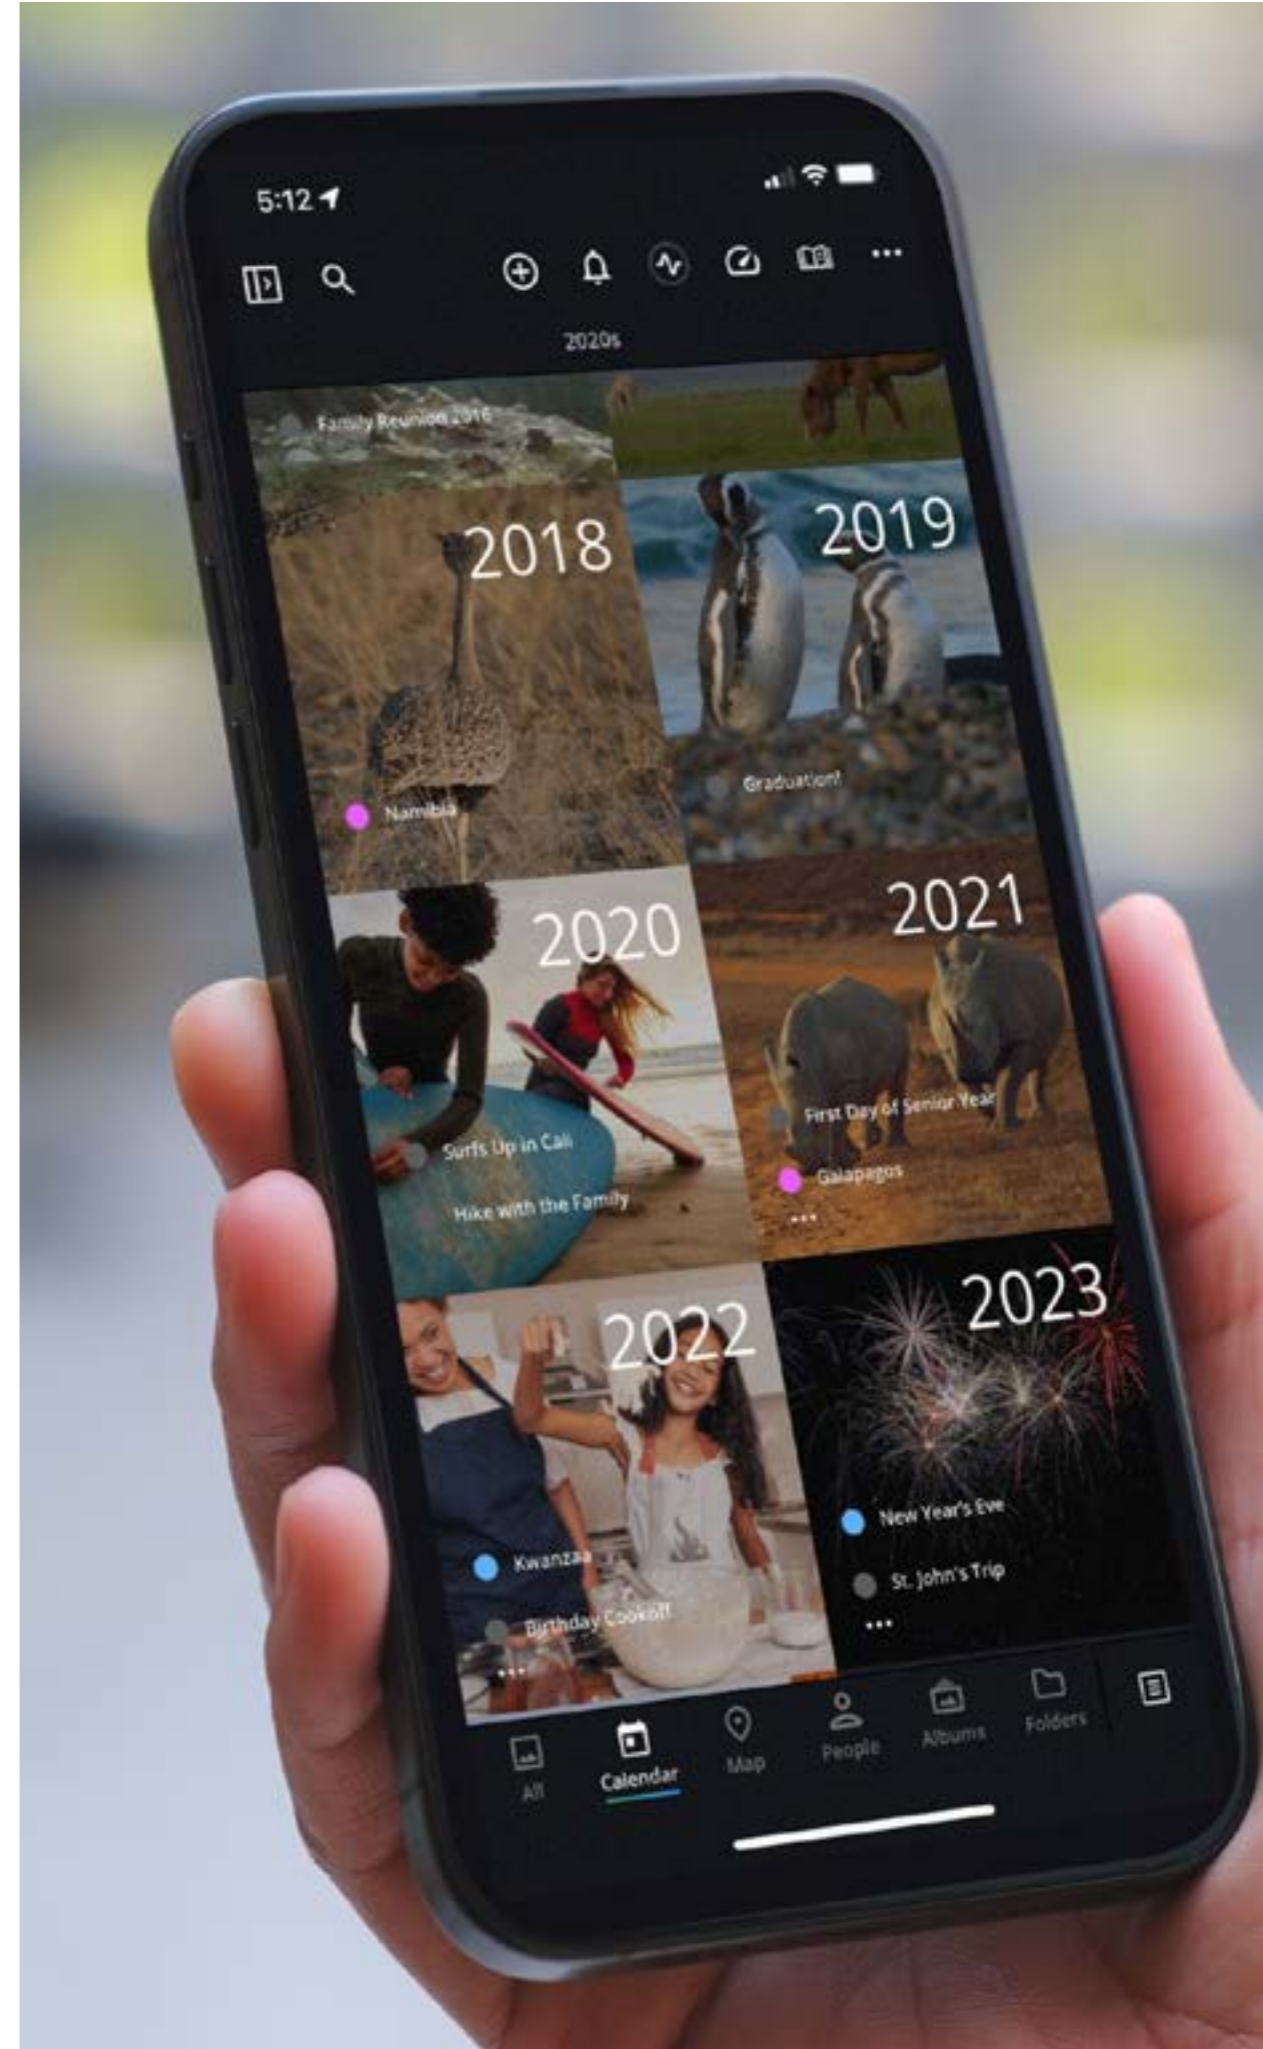 5:12
2020s
Family Reunion 2016
2018
2019
Namibia
Graduation!
2020
2021
Surfs Up in Cali
Hike with the Family
First Day of Senior Year
Galapagos
...
2022
2023
Kwanzaa
Birthday Cookoff
...
New Year's Eve
St. John's Trip
...
All
Calendar
Map
People
Albums
Folders